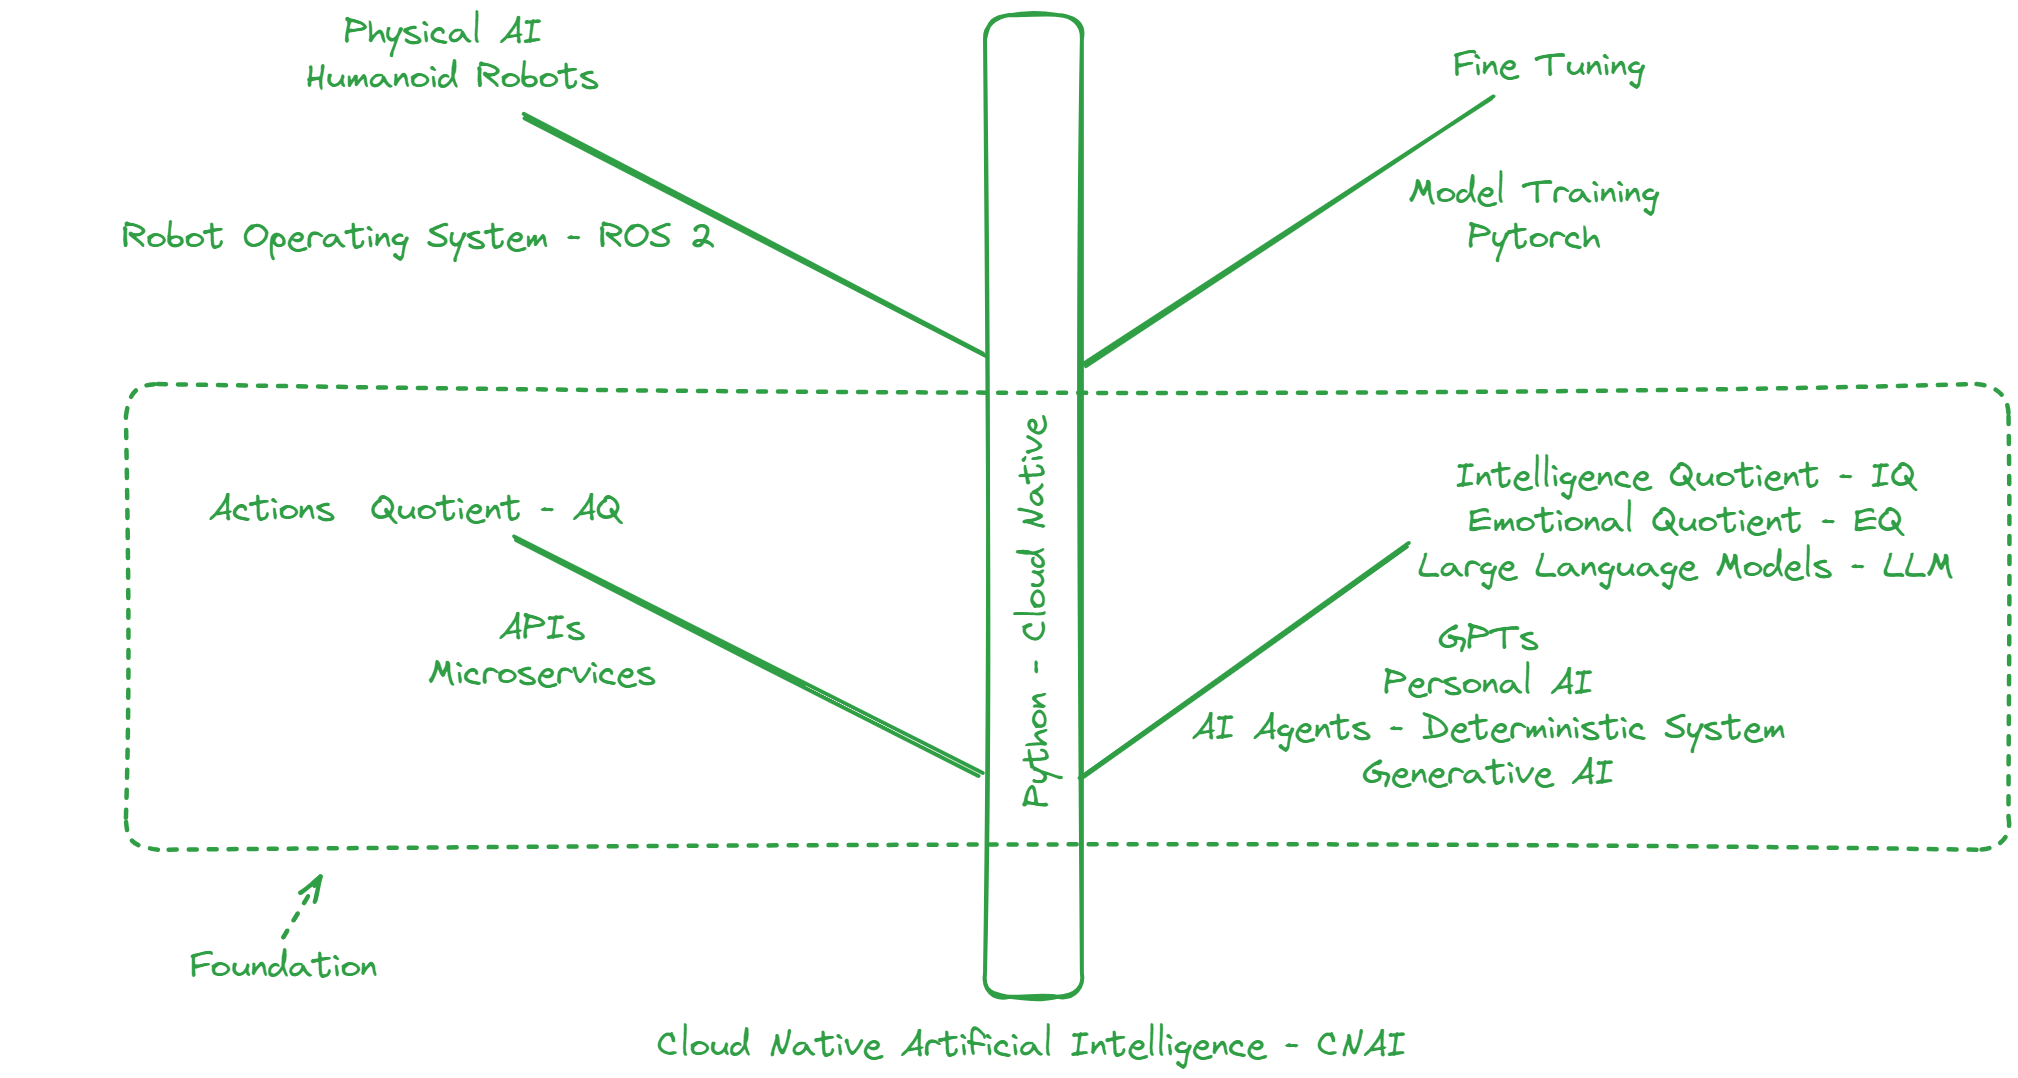 Physical AI
Humanoid Robots
Robot Operating System - ROS 2
Fine Tuning
Model Training
Pytorch
Actions Quotient - AQ
APIs
Microservices
Python - Cloud Native
Intelligence Quotient - IQ
Emotional Quotient - EQ
Large Language Models - LLM
GPTs
Personal AI
AI Agents - Deterministic System
Generative AI
Foundation
Cloud Native Artificial Intelligence - CNAI